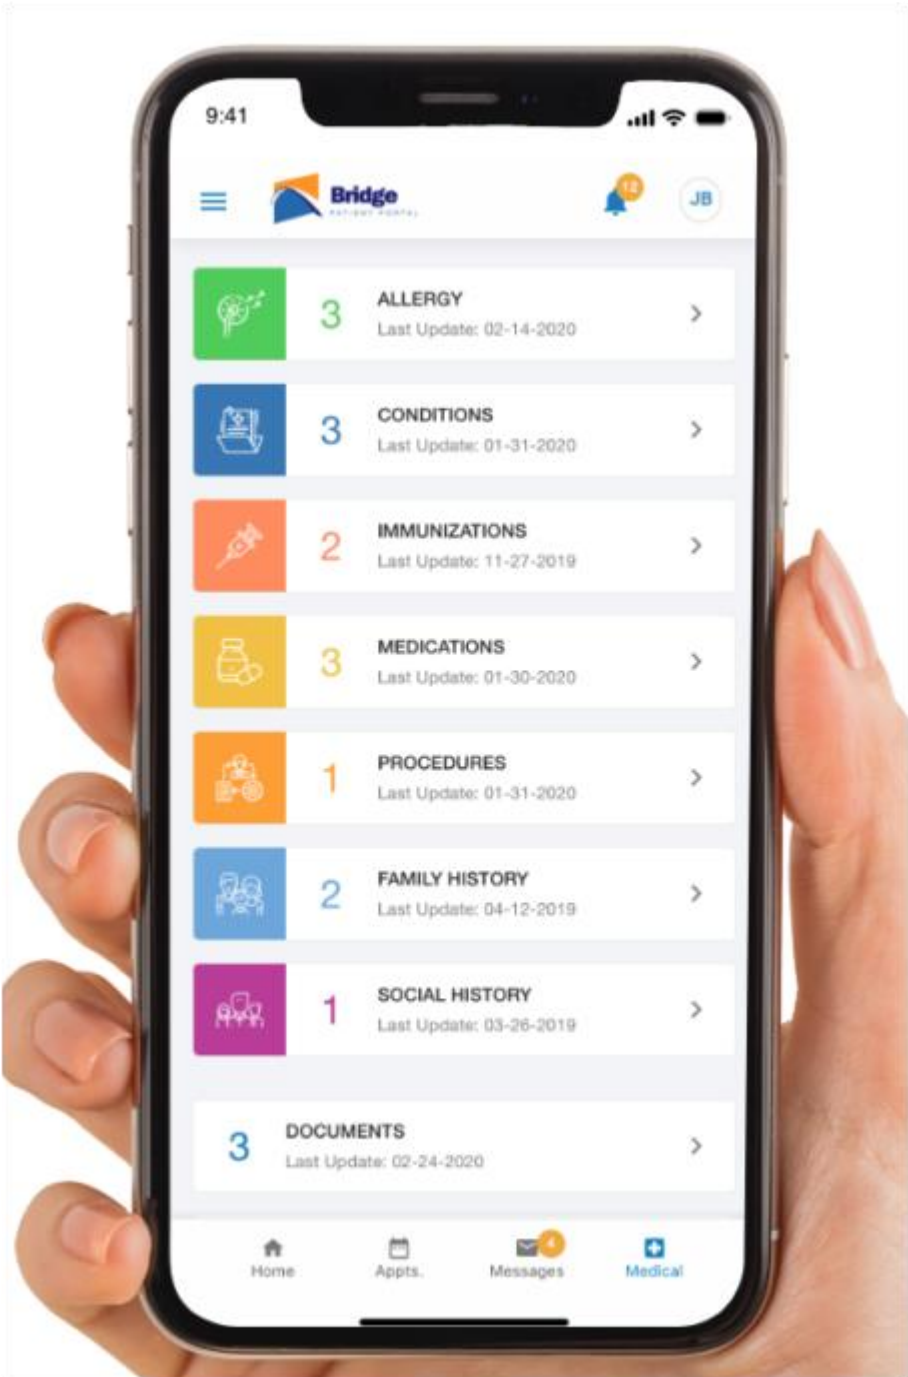 9:41
Bridge
PATIENT PORTAL
12
JB
3
ALLERGY
Last Update: 02-14-2020
3
CONDITIONS
Last Update: 01-31-2020
2
IMMUNIZATIONS
Last Update: 11-27-2019
3
MEDICATIONS
Last Update: 01-30-2020
1
PROCEDURES
Last Update: 01-31-2020
2
FAMILY HISTORY
Last Update: 04-12-2019
1
SOCIAL HISTORY
Last Update: 03-26-2019
3
DOCUMENTS
Last Update: 02-24-2020
4
Home
Appts.
Messages
Medical